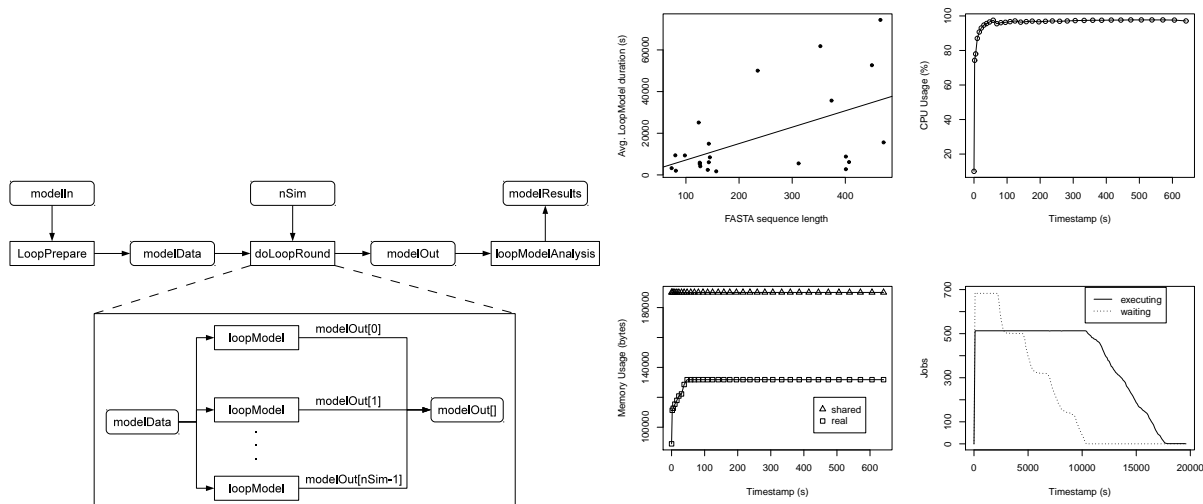 modelIn
nSim
modelResults
LoopPrepare
modelData
doLoopRound
modelOut
loopModelAnalysis
loopModel
modelOut[0]
loopModel
modelOut[1]
modelData
modelOut[]
loopModel
modelOut[nSim-1]
Avg. LoopModel duration (s)
0 20000 40000 60000
100 200 300 400
FASTA sequence length
CPU Usage (%)
20 40 60 80 100
0 100 200 300 400 500 600
Timestamp (s)
Memory Usage (bytes)
100000 140000 180000
shared
real
0 100 200 300 400 500 600
Timestamp (s)
Jobs
0 100 300 500 700
executing
waiting
0 5000 10000 15000 20000
Timestamp (s)